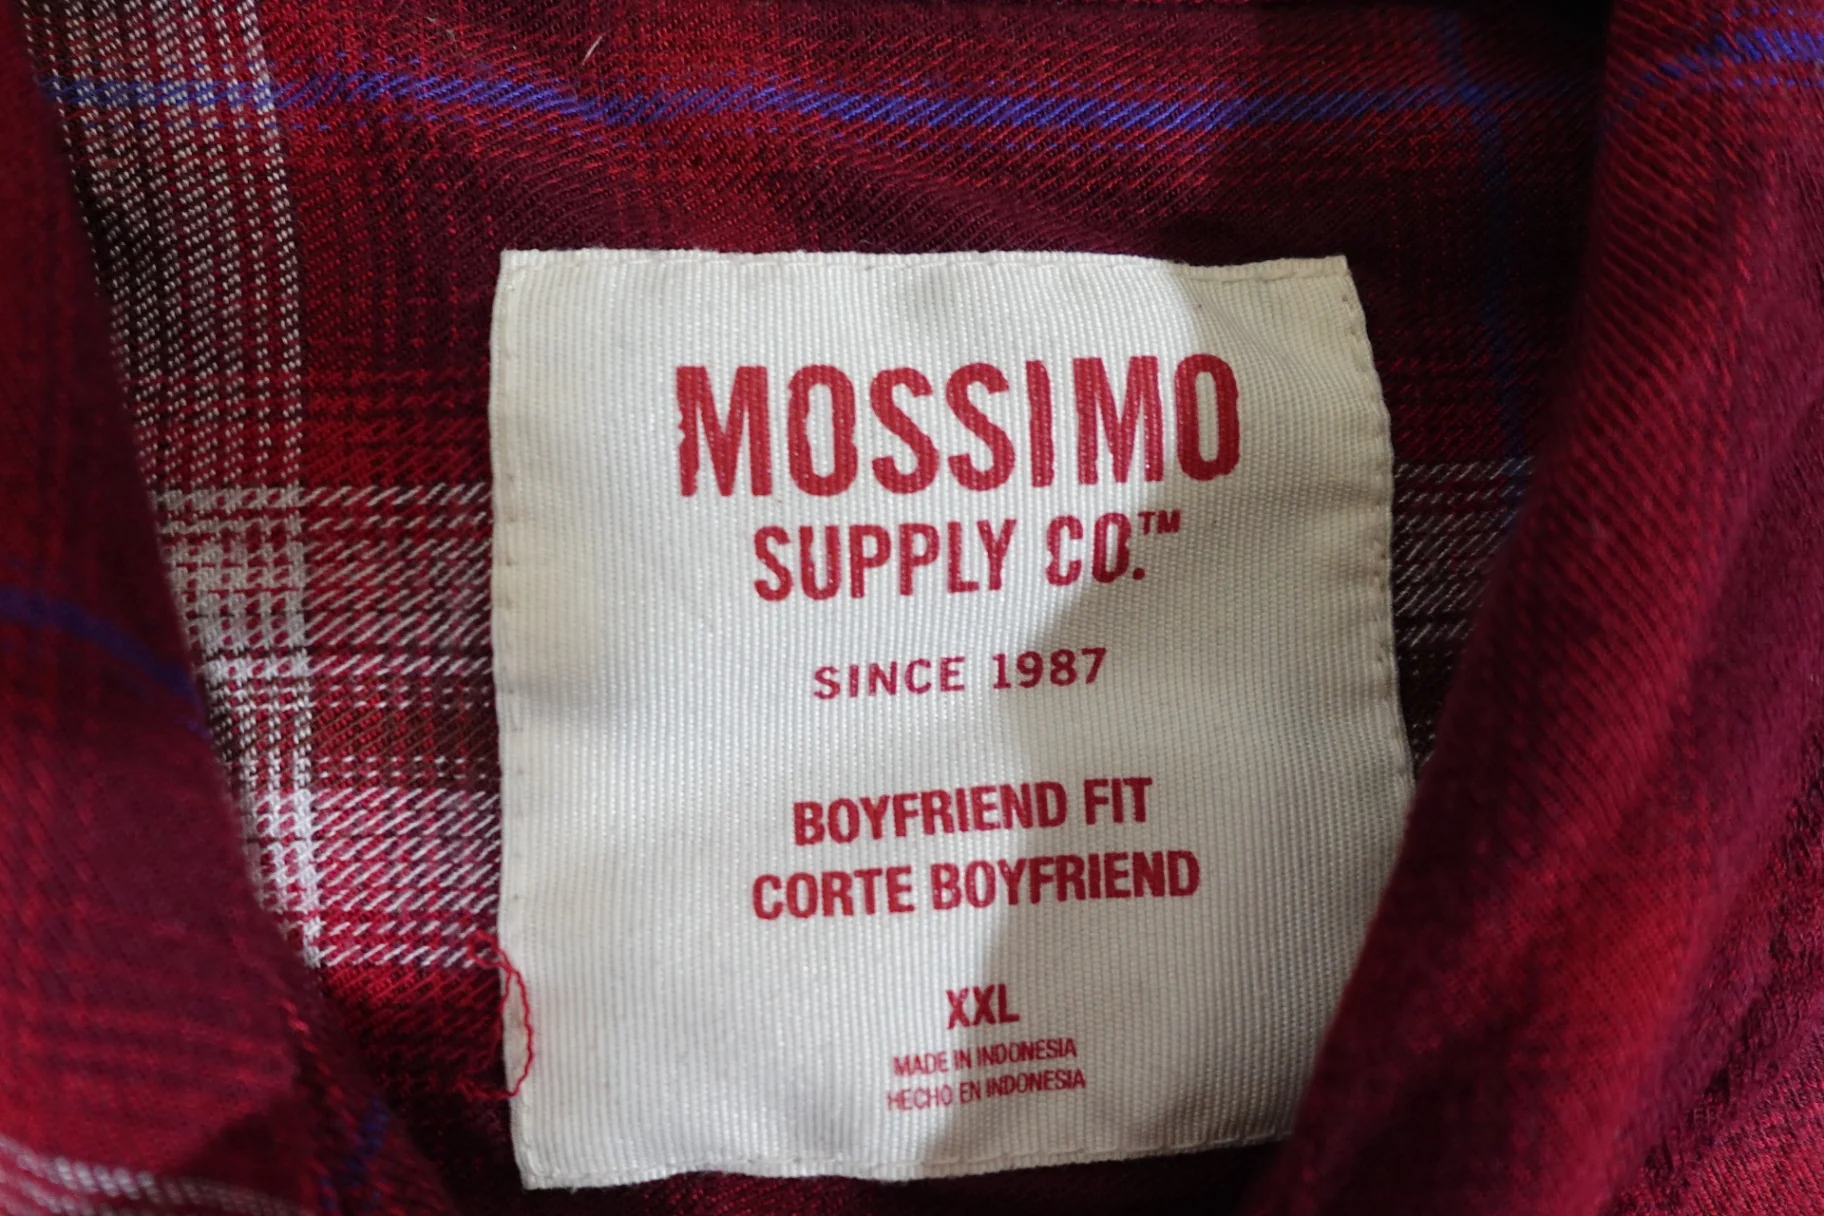 MOSSIMO
SUPPLY CO.™
SINCE 1987
BOYFRIEND FIT
CORTE BOYFRIEND
XXL
MADE IN INDONESIA
HECHO EN INDONESIA